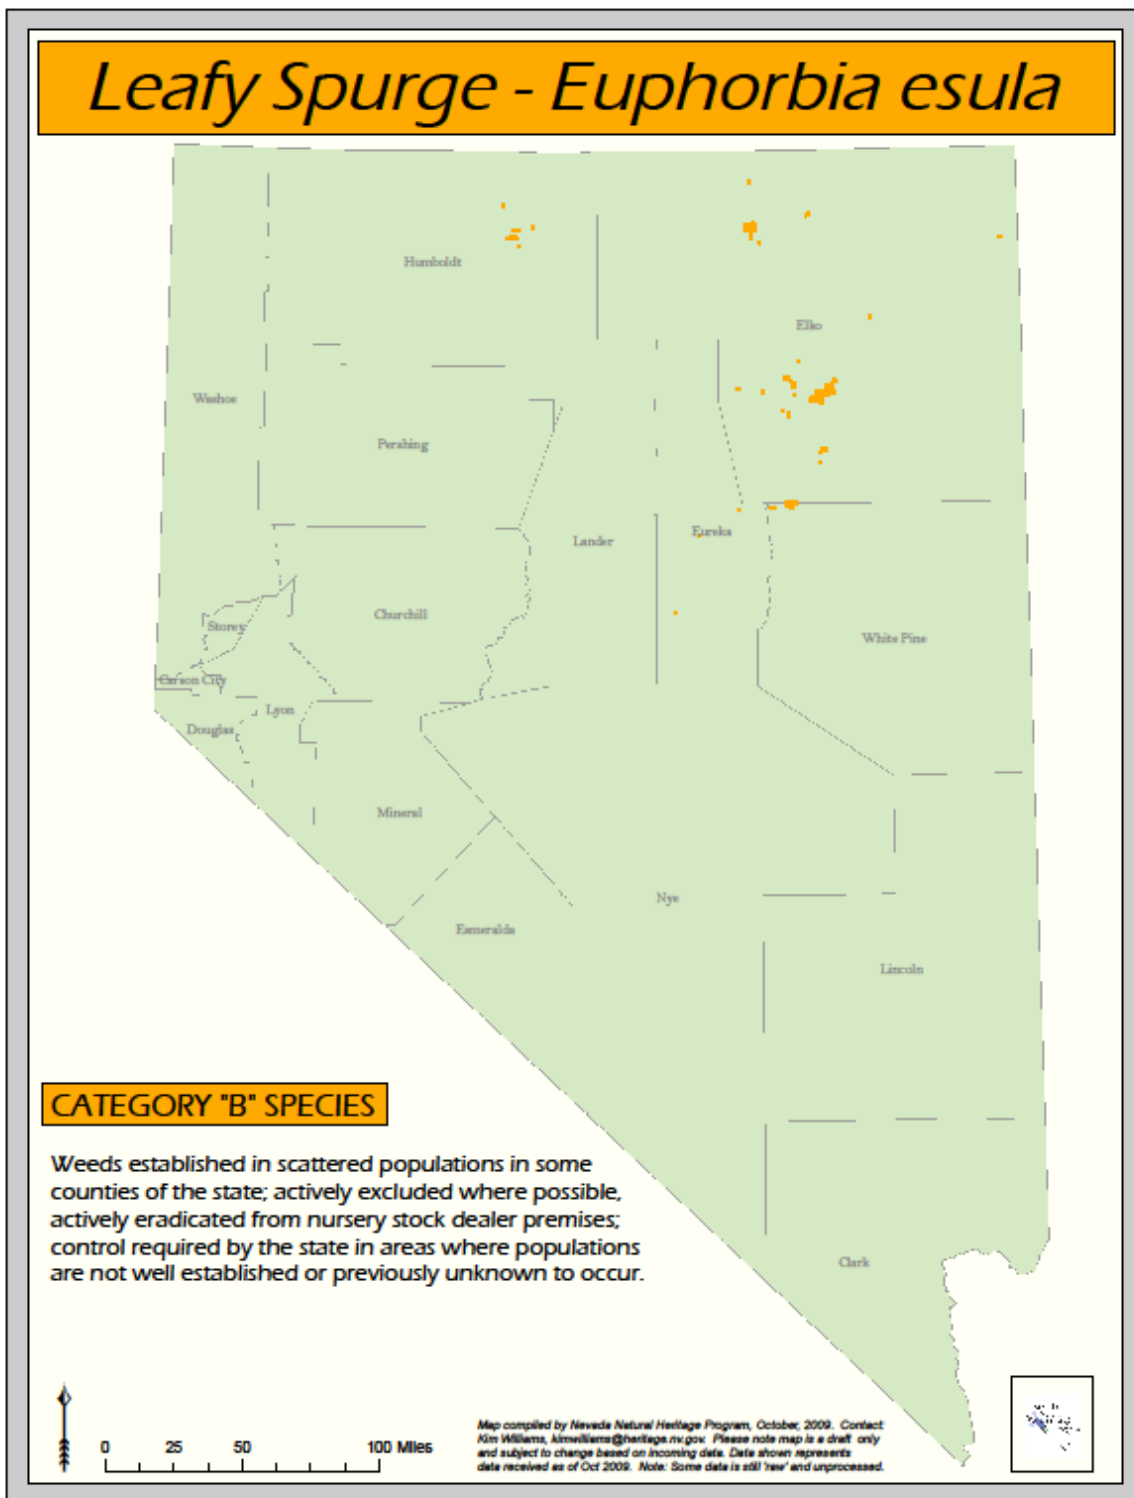 Leafy Spurge - Euphorbia esula
Humboldt
Elko
Washoe
Pershing
Lander
Eureka
Churchill
Storey
White Pine
Carson City
Lyon
Douglas
Mineral
Nye
Esmeralda
Lincoln
CATEGORY "B" SPECIES
Weeds established in scattered populations in some
counties of the state; actively excluded where possible,
actively eradicated from nursery stock dealer premises;
control required by the state in areas where populations
are not well established or previously unknown to occur.
Clark
0 25 50 100 Miles
Map compiled by Nevada Natural Heritage Program, October, 2009. Contact
Kim Williams, kimwilliams@heritage.nv.gov. Please note map is a draft only
and subject to change based on incoming data. Data shown represents
data received as of Oct 2009. Note: Some data is still 'raw' and unprocessed.